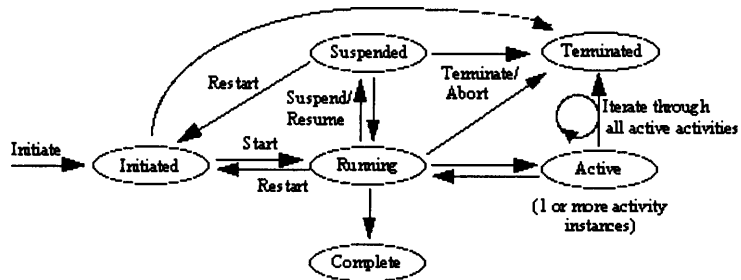 Suspended
Terminated
Restart
Suspend/
Resume
Terminate/
Abort
Iterate through
all active activities
Initiate
Initiated
Start
Restart
Running
Active
(1 or more activity
instances)
Complete